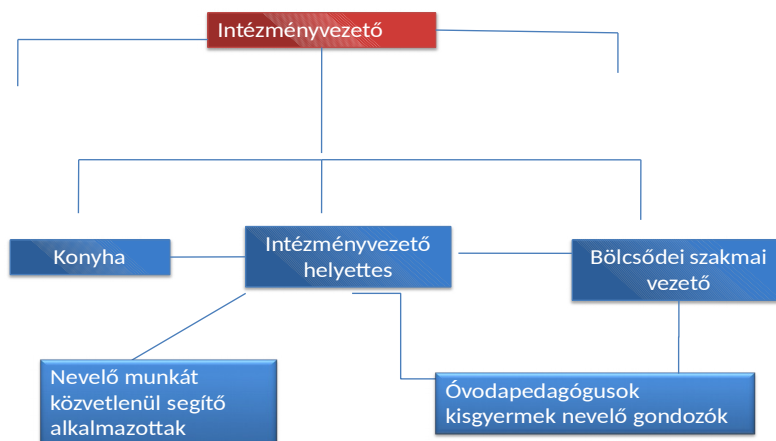 Intézményvezető
Konyha
Intézményvezető
helyettes
Bölcsődei szakmai
vezető
Nevelő munkát
közvetlenül segítő
alkalmazottak
Óvodapedagógusok
kisgyermek nevelő gondozók